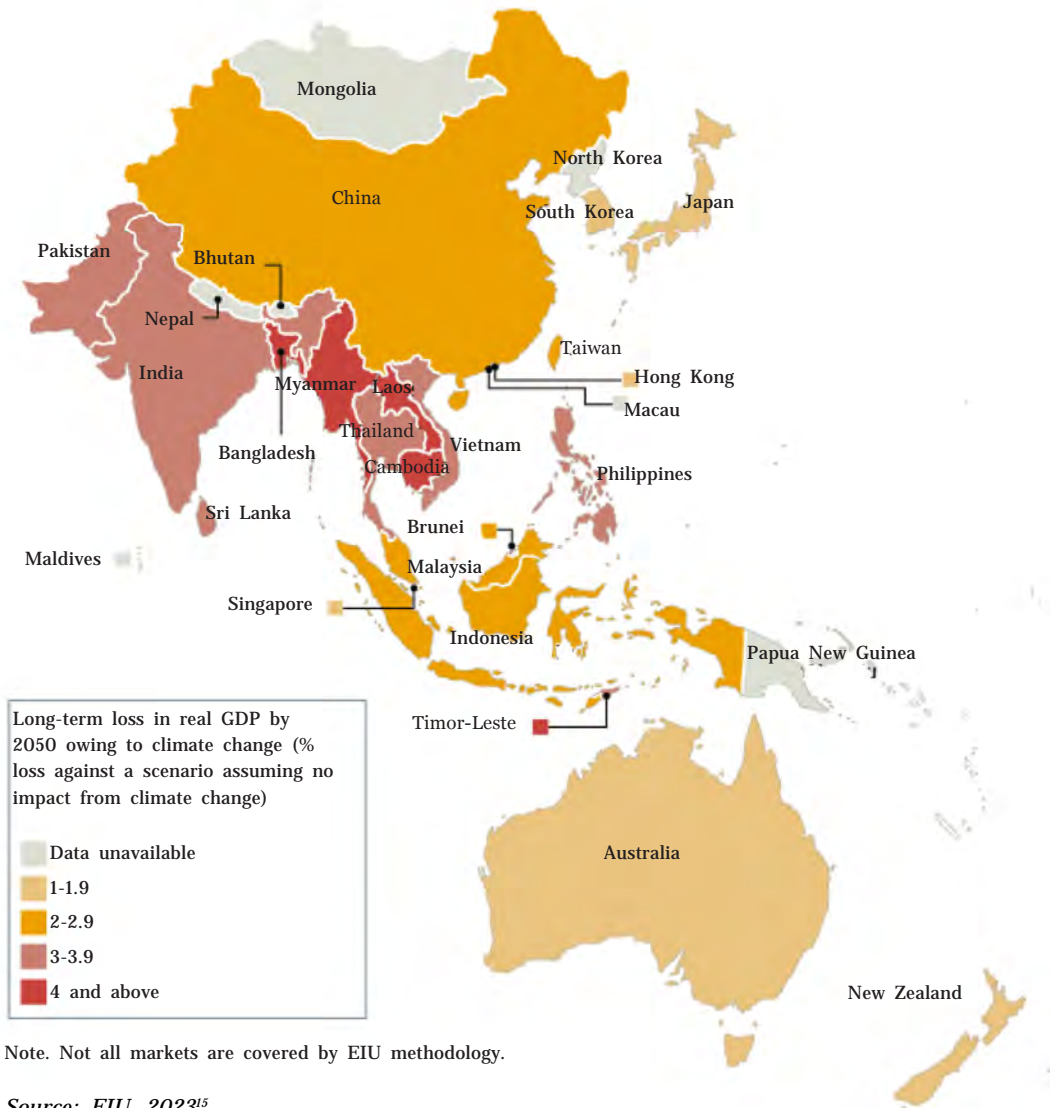 Mongolia
North Korea
China
South Korea
Japan
Pakistan
Bhutan
Nepal
Taiwan
India
Myanmar
Laos
Hong Kong
Macau
Thailand
Bangladesh
Vietnam
Cambodia
Philippines
Sri Lanka
Brunei
Maldives
Malaysia
Singapore
Indonesia
Papua New Guinea
Timor-Leste
Long-term loss in real GDP by
2050 owing to climate change (%
loss against a scenario assuming no
impact from climate change)
Data unavailable
1-1.9
2-2.9
3-3.9
4 and above
Australia
New Zealand
Note. Not all markets are covered by EIU methodology.
Source: EIU, 2023¹⁵